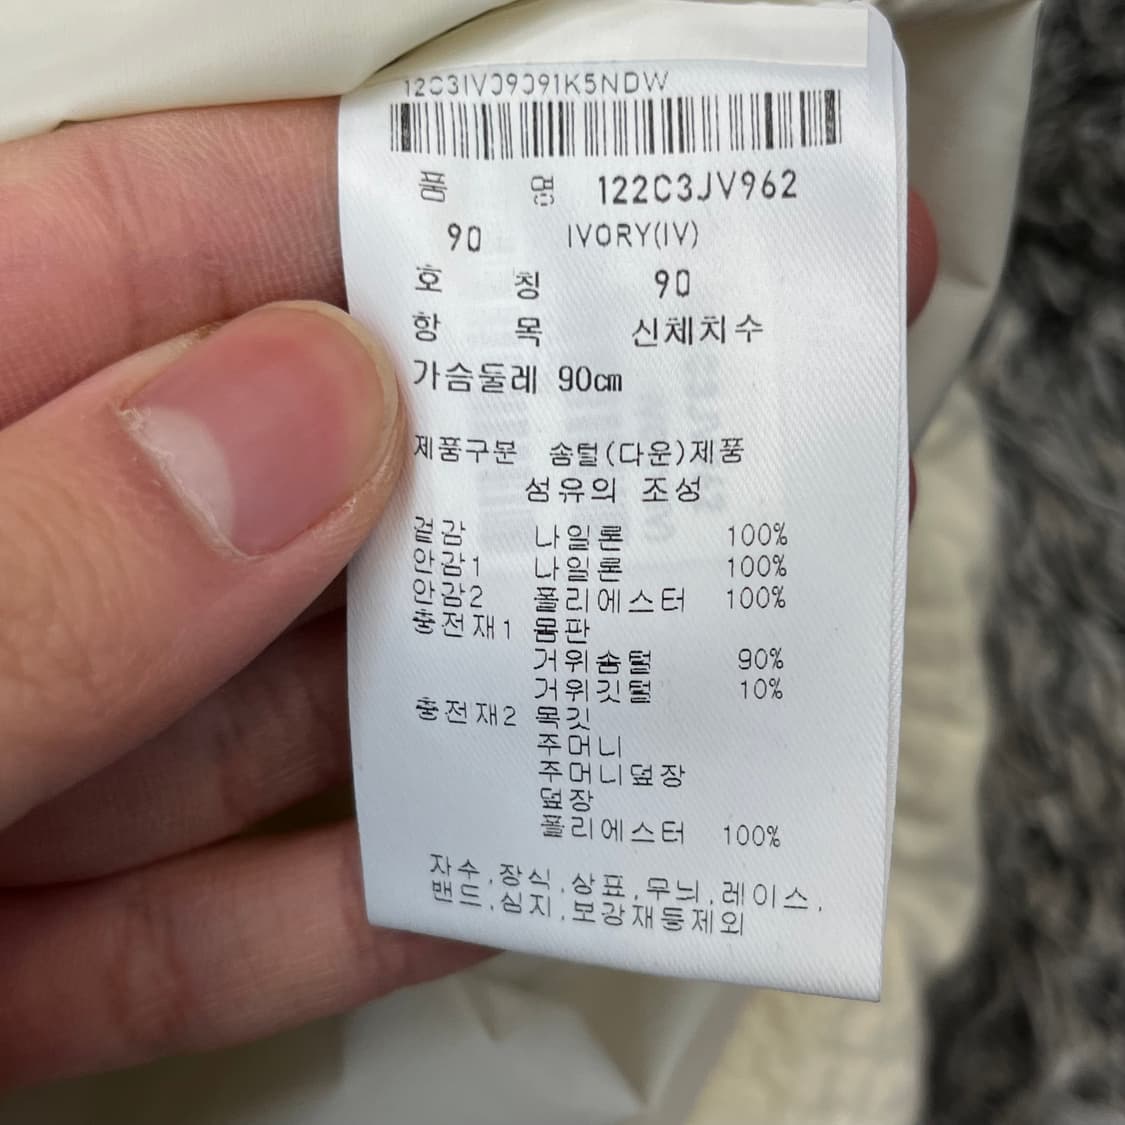 12C3IV09091K5NDW
품 명 122C3JV962
90 IVORY(IV)
호 칭 90
항 목 신체치수
가슴둘레 90㎝
제품구분 솜털(다운)제품
섬유의 조성
겉감 나일론 100%
안감1 나일론 100%
안감2 폴리에스터 100%
충전재1 몸판
거위솜털 90%
거위깃털 10%
충전재2 목깃
주머니
주머니덮장
덮장
폴리에스터 100%
자수,장식,상표,무늬,레이스,
밴드,심지,보강재등제외